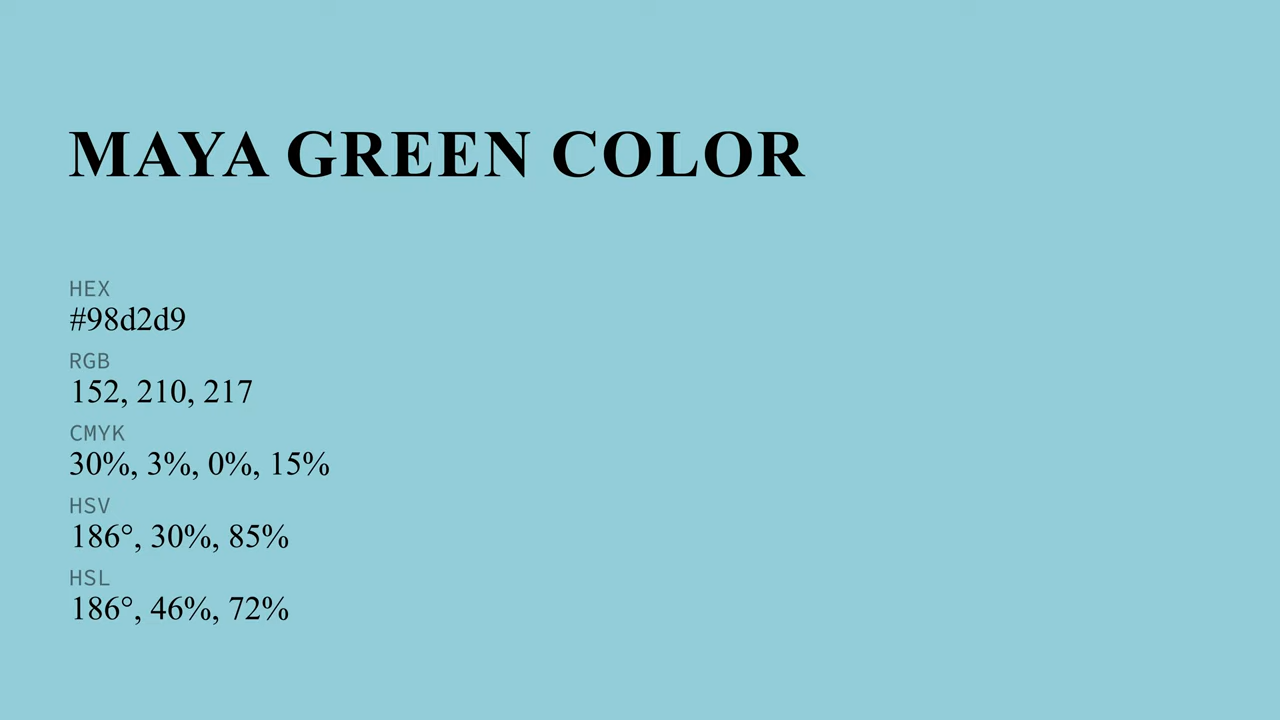 MAYA GREEN COLOR
HEX
#98d2d9
RGB
152, 210, 217
CMYK
30%, 3%, 0%, 15%
HSV
186°, 30%, 85%
HSL
186°, 46%, 72%